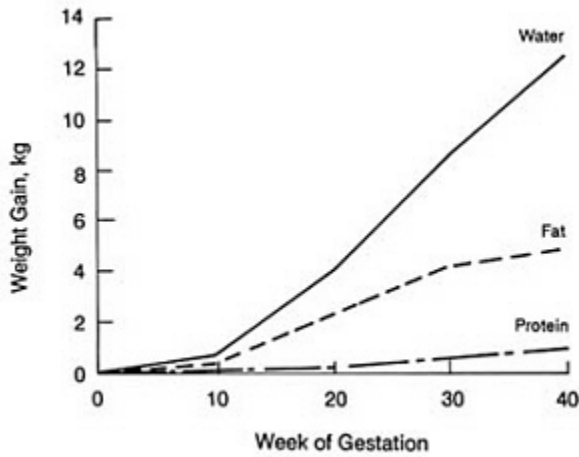 14
12
10
8
6
4
2
0
Weight Gain, kg
Water
Fat
Protein
0 10 20 30 40
Week of Gestation